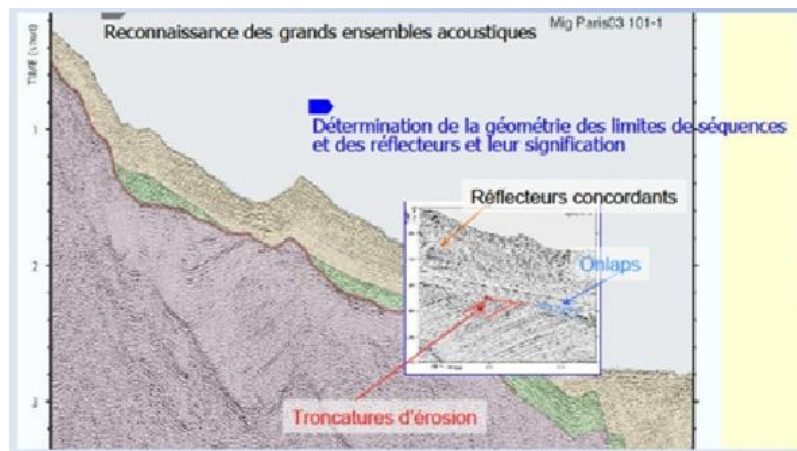 Reconnaissance des grands ensembles acoustiques
Mig Paris03 101-1
TIME
1
Détermination de la géométrie des limites de séquences
et des réflecteurs et leur signification
Réflecteurs concordants
2
Onlaps
3
Troncatures d'érosion